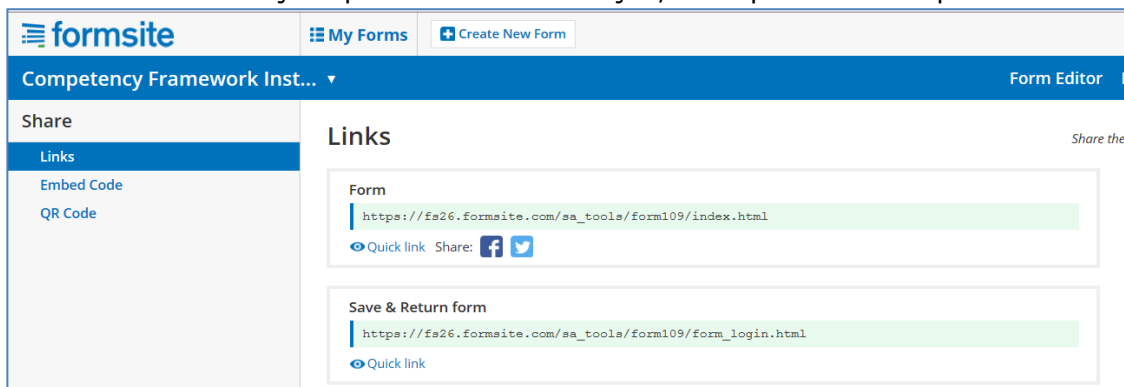 formsite My Forms Create New Form
Competency Framework Inst... Form Editor
Share
Links
Embed Code
QR Code
Links
Share the
Form
https://fs26.formsite.com/sa_tools/form109/index.html
Quick link Share:
Save & Return form
https://fs26.formsite.com/sa_tools/form109/form_login.html
Quick link